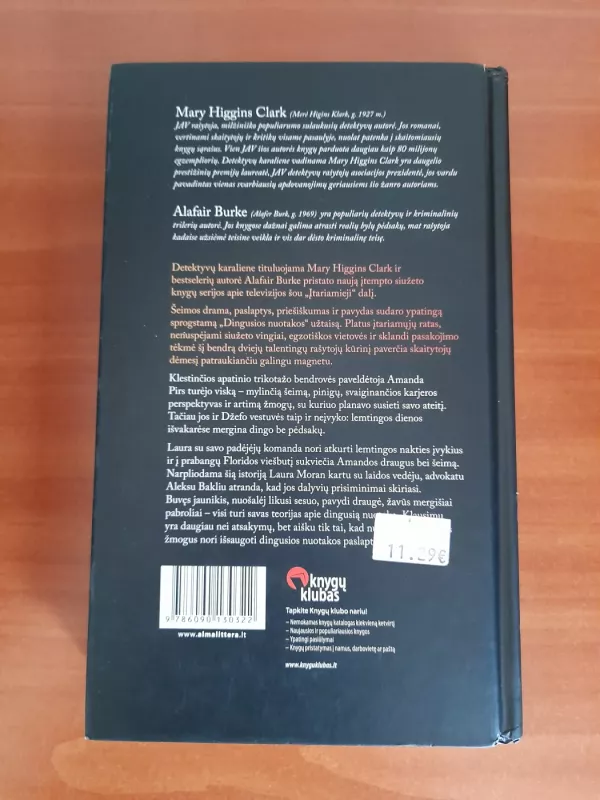 Mary Higgins Clark (Merė Higins Klark, g. 1927 m.)
JAV rašytoja, milžiniško populiarumo sulaukusių detektyvų autorė. Jos romanai,
vertinami skaitytojų ir kritikų visame pasaulyje, nuolat patenka į skaitomiausių
knygų sąrašus. Vien JAV šios autorės knygų parduota daugiau kaip 80 milijonų
egzempliorių. Detektyvų karaliene vadinama Mary Higgins Clark yra daugelio
prestižinių premijų laureatė, JAV detektyvų rašytojų asociacijos prezidentė, jos vardu
pavadintas vienas svarbiausių apdovanojimų geriausiems šio žanro autoriams.
Alafair Burke (Alafer Burk, g. 1969) yra populiarių detektyvų ir kriminalinių
trilerių autorė. Jos knygose dažnai galima atrasti realių bylų pėdsakų, mat rašytoja
kadaise užsiėmė teisine veikla ir vis dar dėsto kriminalinę teisę.
Detektyvų karaliene tituluojama Mary Higgins Clark ir
bestselerių autorė Alafair Burke pristato naują įtempto siužeto
knygų serijos apie televizijos šou „Įtariamieji“ dalį.
Šeimos drama, paslaptys, priešiškumas ir pavydas sudaro ypatingą
sprogstamą „Dingusios nuotakos“ užtaisą. Platus įtariamųjų ratas,
nenuspėjami siužeto vingiai, egzotiškos vietovės ir sklandi pasakojimo
tėkmė šį bendrą dviejų talentingų rašytojų kūrinį paverčia skaitytojų
dėmesį patraukiančiu galingu magnetu.
Klestinčios apatinio trikotažo bendrovės paveldėtoja Amanda
Pirs turėjo viską – mylinčią šeimą, pinigų, svaiginančios karjeros
perspektyvas ir artimą žmogų, su kuriuo planavo susieti savo ateitį.
Tačiau jos ir Džefo vestuvės taip ir neįvyko: lemtingos dienos
išvakarėse mergina dingo be pėdsakų.
Laura su savo padėjėjų komanda nori atkurti lemtingos nakties įvykius
ir į prabangų Floridos viešbutį sukviečia Amandos draugus bei šeimą.
Narpliodama šią istoriją Laura Moran kartu su laidos vedėju, advokatu
Aleksu Bakliu atranda, kad jos dalyvių prisiminimai skiriasi.
Buvęs jaunikis, nuošalėj likusi sesuo, pavydi draugė, žavūs mergišiai
pabroliai – visi turi savas teorijas apie dingusią Klausimų
yra daugiau nei atsakymų, bet aišku tik tai, kad
žmogus nori išsaugoti dingusios nuotakos
11.29€
knygų
klubas
Tapkite Knygų klubo nariu!
– Nemokamas knygų katalogas kiekvieną ketvirtį
– Naujausios ir populiariausios knygos
– Ypatingi pasiūlymai
– Knygų pristatymas į namus, darbovietę ar paštą
www.knyguklubas.lt
9 786090 130322
www.almalittera.lt